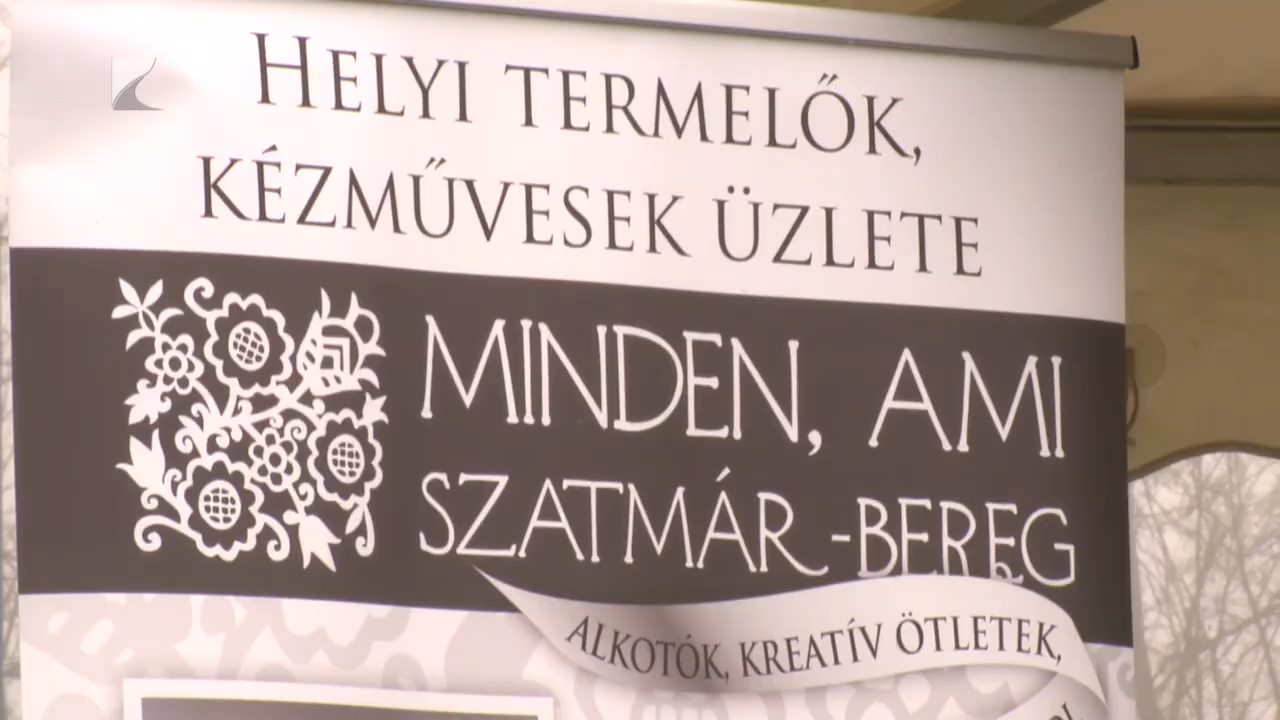 HELYI TERMELŐK,
KÉZMŰVESEK ÜZLETE
MINDEN, AMI
SZATMÁR-BEREG
ALKOTÓK, KREATÍV ÖTLETEK,